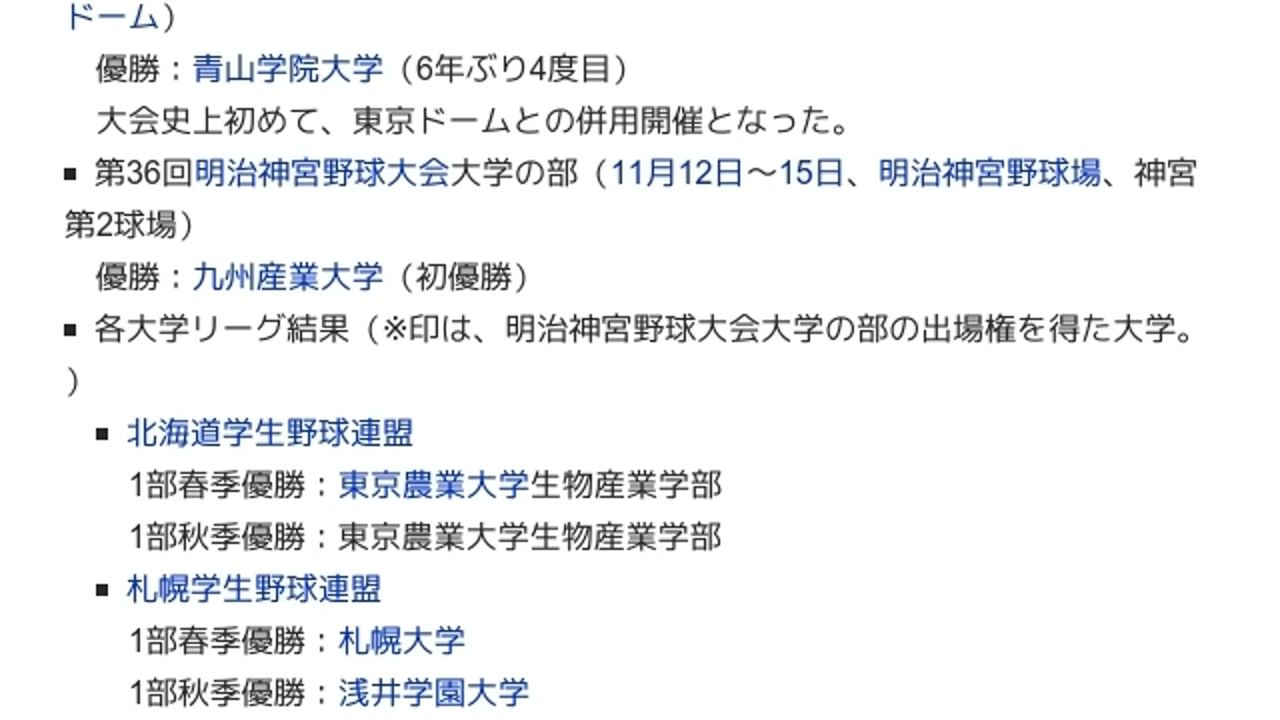 ドーム）
優勝：青山学院大学（6年ぶり4度目）
大会史上初めて、東京ドームとの併用開催となった。
■ 第36回明治神宮野球大会大学の部（11月12日～15日、明治神宮野球場、神宮
第2球場）
優勝：九州産業大学（初優勝）
■ 各大学リーグ結果（※印は、明治神宮野球大会大学の部の出場権を得た大学。
）
■ 北海道学生野球連盟
1部春季優勝：東京農業大学生物産業学部
1部秋季優勝：東京農業大学生物産業学部
■ 札幌学生野球連盟
1部春季優勝：札幌大学
1部秋季優勝：浅井学園大学